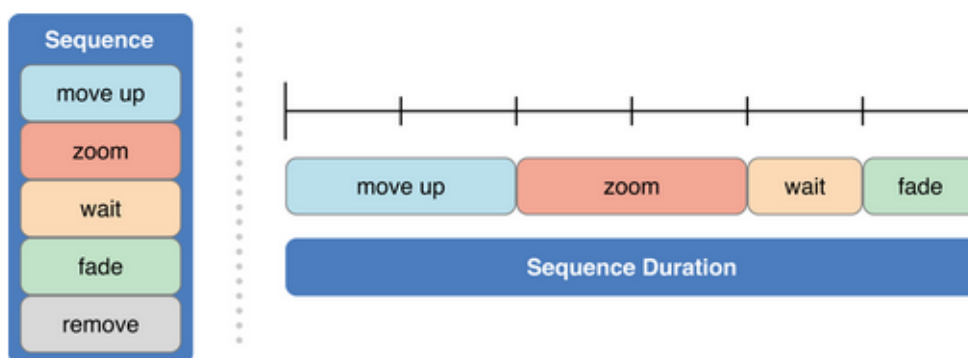 Sequence
move up
zoom
wait
fade
remove
move up zoom wait fade
Sequence Duration